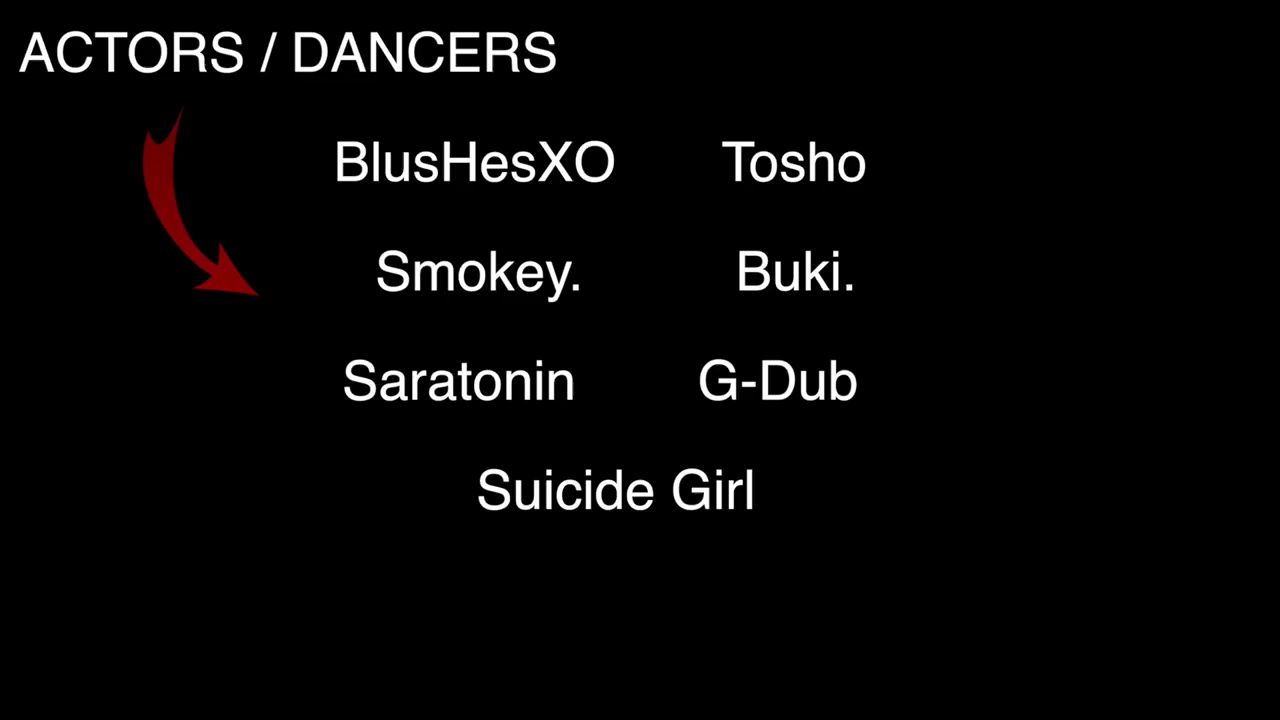 ACTORS / DANCERS
BlusHesXO Tosho
Smokey. Buki.
Saratonin G-Dub
Suicide Girl